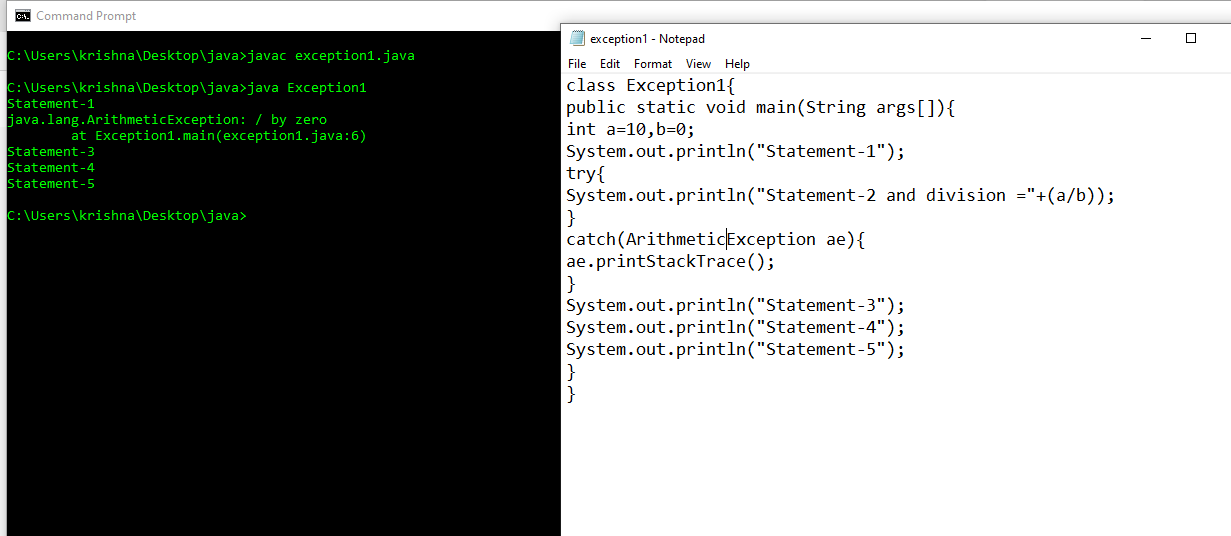 Command Prompt
C:\Users\krishna\Desktop\java>javac exception1.java
C:\Users\krishna\Desktop\java>java Exception1
Statement-1
java.lang.ArithmeticException: / by zero
        at Exception1.main(exception1.java:6)
Statement-3
Statement-4
Statement-5
C:\Users\krishna\Desktop\java>
exception1 - Notepad
File Edit Format View Help
class Exception1{
public static void main(String args[]){
int a=10,b=0;
System.out.println("Statement-1");
try{
System.out.println("Statement-2 and division ="+(a/b));
}
catch(ArithmeticException ae){
ae.printStackTrace();
}
System.out.println("Statement-3");
System.out.println("Statement-4");
System.out.println("Statement-5");
}
}